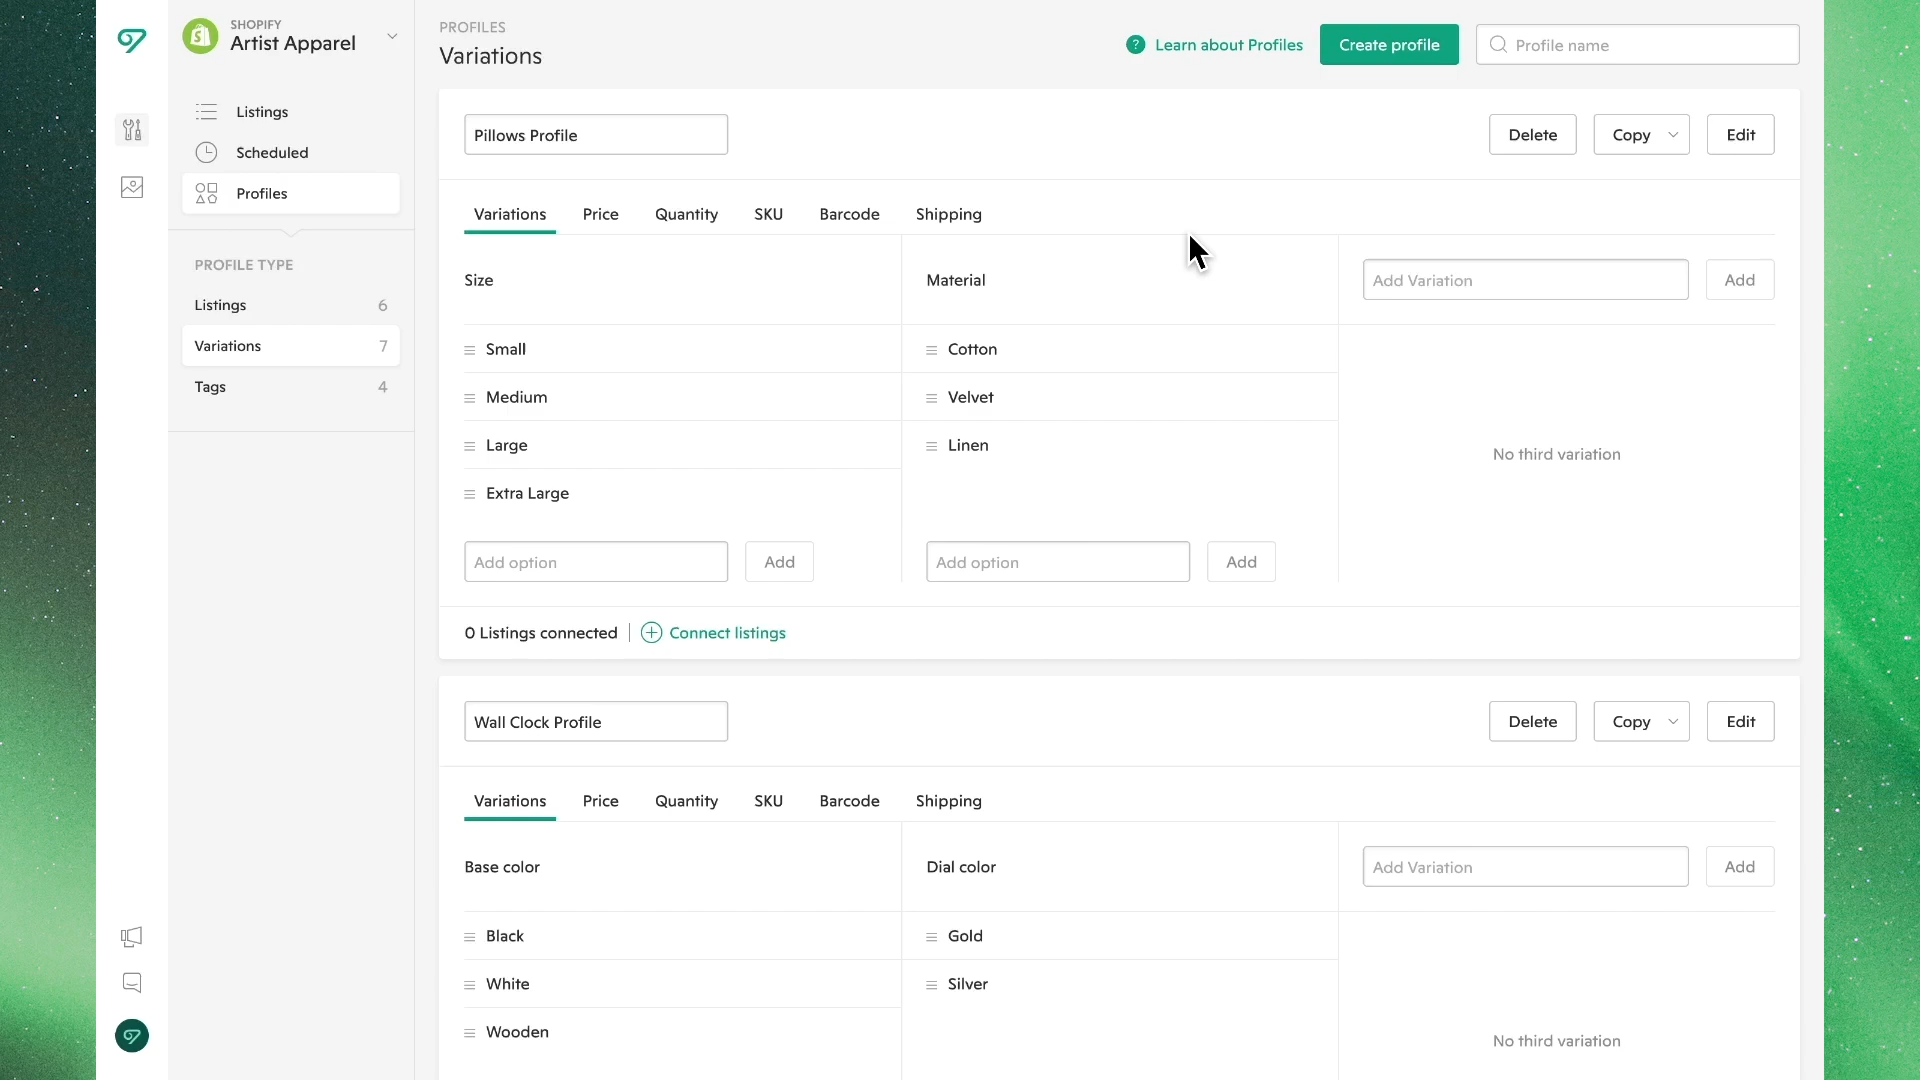 SHOPIFY
Artist Apparel
Listings
Scheduled
Profiles
PROFILE TYPE
Listings 6
Variations 7
Tags 4
PROFILES
Variations
? Learn about Profiles
Create profile
Profile name
Pillows Profile
Delete
Copy
Edit
Variations Price Quantity SKU Barcode Shipping
Size
Material
Add Variation
Add
Small
Medium
Large
Extra Large
Add option
Add
Cotton
Velvet
Linen
Add option
Add
No third variation
0 Listings connected
Connect listings
Wall Clock Profile
Delete
Copy
Edit
Variations Price Quantity SKU Barcode Shipping
Base color
Dial color
Add Variation
Add
Black
White
Wooden
Gold
Silver
No third variation